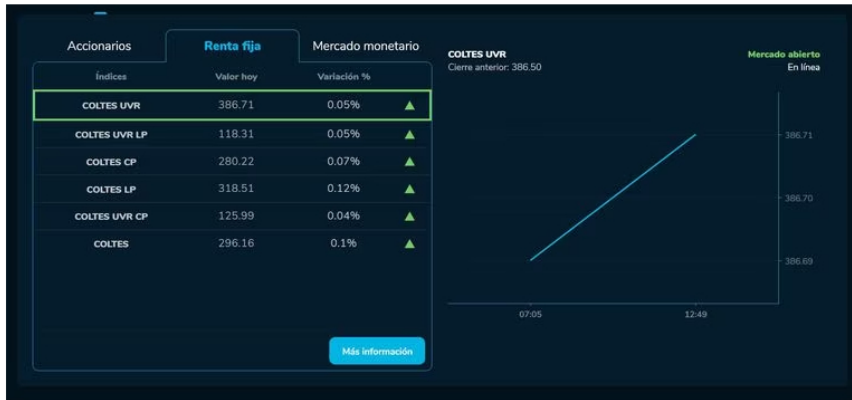 Accionarios Renta fija Mercado monetario
Índices Valor hoy Variación %
COLTES UVR 386.71 0.05%
COLTES UVR LP 118.31 0.05%
COLTES CP 280.22 0.07%
COLTES LP 318.51 0.12%
COLTES UVR CP 125.99 0.04%
COLTES 296.16 0.1%
Más información
COLTES UVR Mercado abierto
Cierre anterior: 386.50 En línea
386.71
386.70
386.69
07:05 12:49